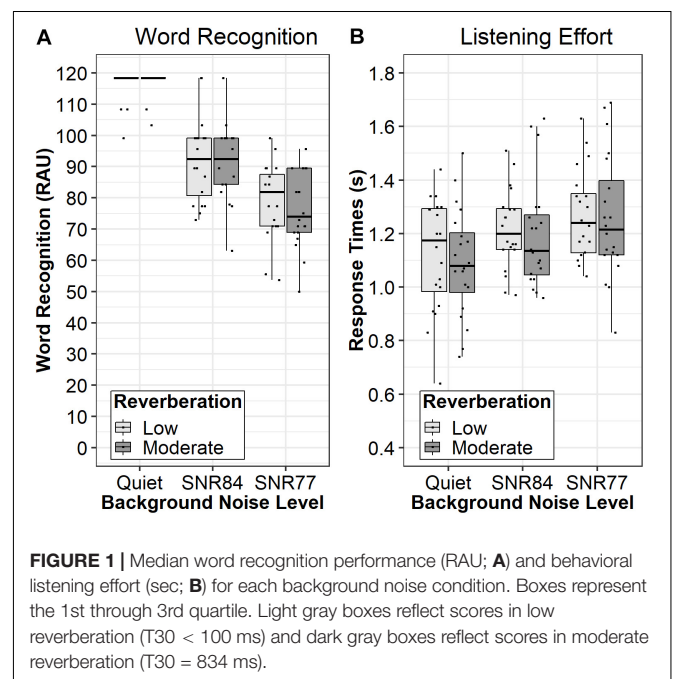 A Word Recognition
B Listening Effort
Word Recognition (RAU)
120
110
100
90
80
70
60
50
40
30
20
10
0
Reverberation
Low
Moderate
Quiet SNR84 SNR77
Background Noise Level
Response Times (s)
1.8
1.6
1.4
1.2
1.0
0.8
0.6
0.4
Reverberation
Low
Moderate
Quiet SNR84 SNR77
Background Noise Level
FIGURE 1 | Median word recognition performance (RAU; A) and behavioral
listening effort (sec; B) for each background noise condition. Boxes represent
the 1st through 3rd quartile. Light gray boxes reflect scores in low
reverberation (T30 < 100 ms) and dark gray boxes reflect scores in moderate
reverberation (T30 = 834 ms).